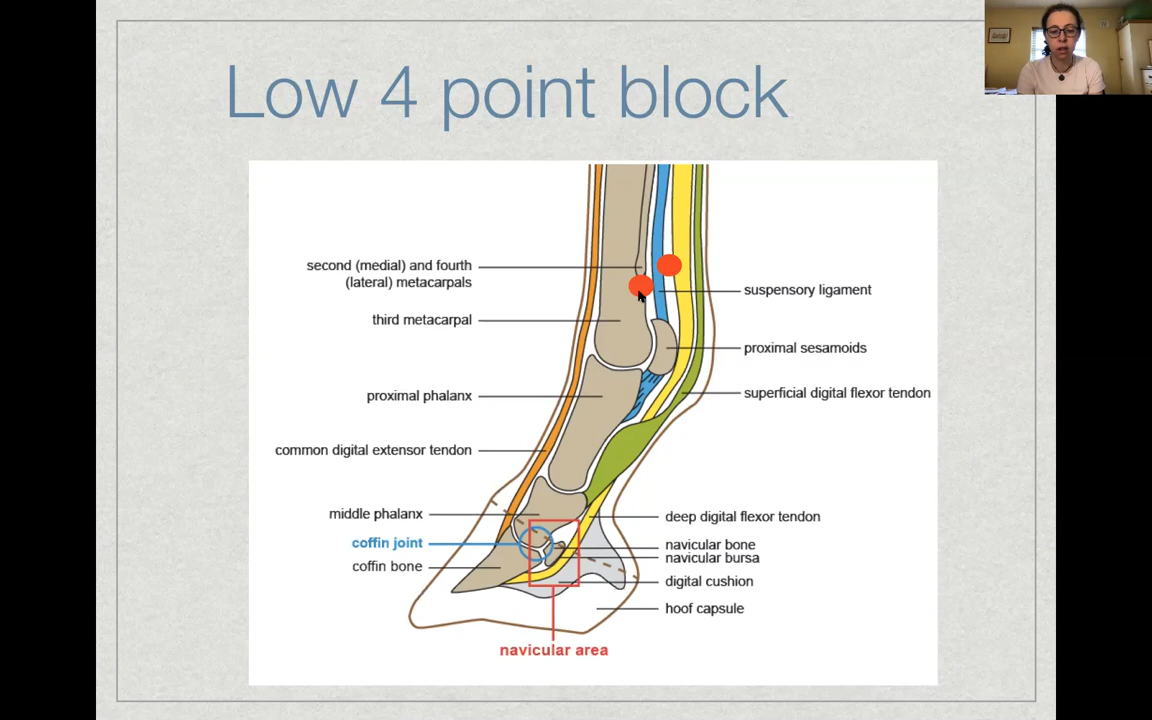 Low 4 point block
second (medial) and fourth
(lateral) metacarpals
suspensory ligament
third metacarpal
proximal sesamoids
proximal phalanx
superficial digital flexor tendon
common digital extensor tendon
middle phalanx
deep digital flexor tendon
coffin joint
navicular bone
navicular bursa
coffin bone
digital cushion
hoof capsule
navicular area